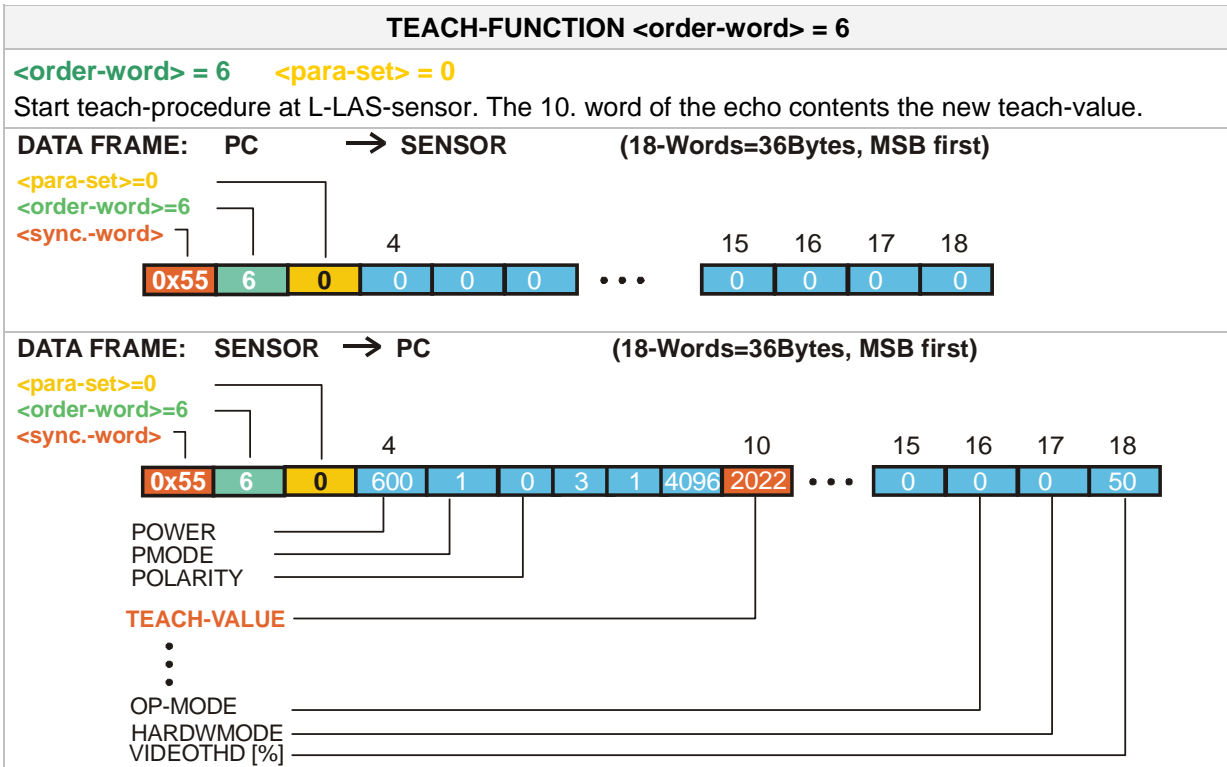 TEACH-FUNCTION <order-word> = 6
<order-word> = 6 <para-set> = 0
Start teach-procedure at L-LAS-sensor. The 10. word of the echo contents the new teach-value.
DATA FRAME: PC → SENSOR (18-Words=36Bytes, MSB first)
<para-set>=0
<order-word>=6
<sync.-word>
4 15 16 17 18
0x55 6 0 0 0 0 • • • 0 0 0 0
DATA FRAME: SENSOR → PC (18-Words=36Bytes, MSB first)
<para-set>=0
<order-word>=6
<sync.-word>
4 10 15 16 17 18
0x55 6 0 600 1 0 3 1 4096 2022 • • • 0 0 0 50
POWER
PMODE
POLARITY
TEACH-VALUE
OP-MODE
HARDWMODE
VIDEOTHD [%]